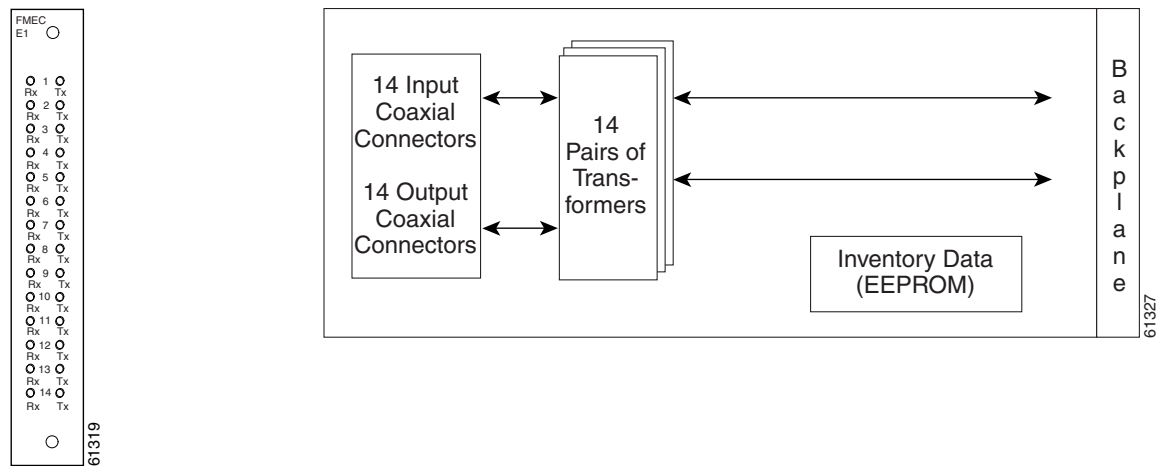 FMEC
E1
1
Rx Tx
2
Rx Tx
3
Rx Tx
4
Rx Tx
5
Rx Tx
6
Rx Tx
7
Rx Tx
8
Rx Tx
9
Rx Tx
10
Rx Tx
11
Rx Tx
12
Rx Tx
13
Rx Tx
14
Rx Tx
61319
14 Input
Coaxial
Connectors
14 Output
Coaxial
Connectors
14
Pairs of
Trans-
formers
Inventory Data
(EEPROM)
Backplane
61327